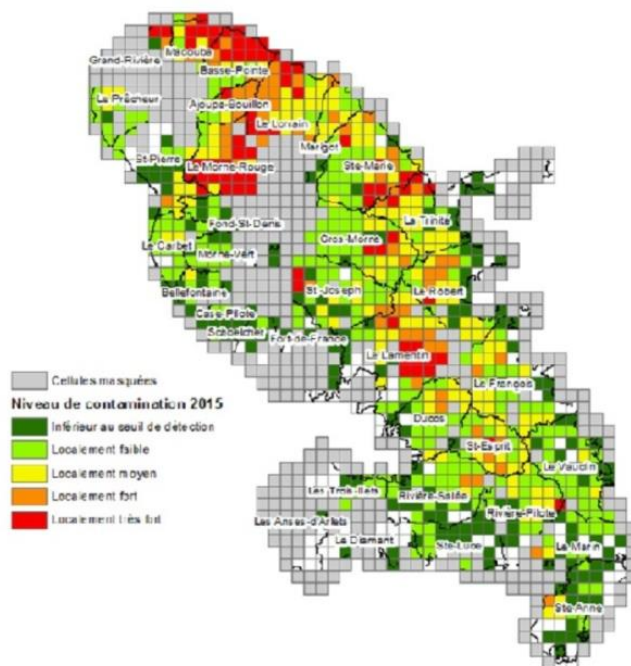 Macouba
Grand-Rivière
Basse-Pointe
Le Prêcheur
Ajoupa-Bouillon
Le Lorrain
Marigot
St-Pierre
Ste-Marie
Le Morne-Rouge
La Trinité
Fond-St-Denis
Gros-Morne
Le Carbet
Morne-Vert
Bellefontaine
St-Joseph
Le Robert
Case-Pilote
Schoelcher
Fort-de-France
Le Lamentin
Le François
Cellules masquées
Niveau de contamination 2015
Inférieur au seuil de détection
Localement faible
Localement moyen
Localement fort
Localement très fort
Ducos
St-Esprit
Le Vauclin
Les Trois-Ilets
Rivière-Salée
Rivière-Pilote
Les Anses-d'Arlets
Le Diamant
Ste-Luce
Le Marin
Ste-Anne